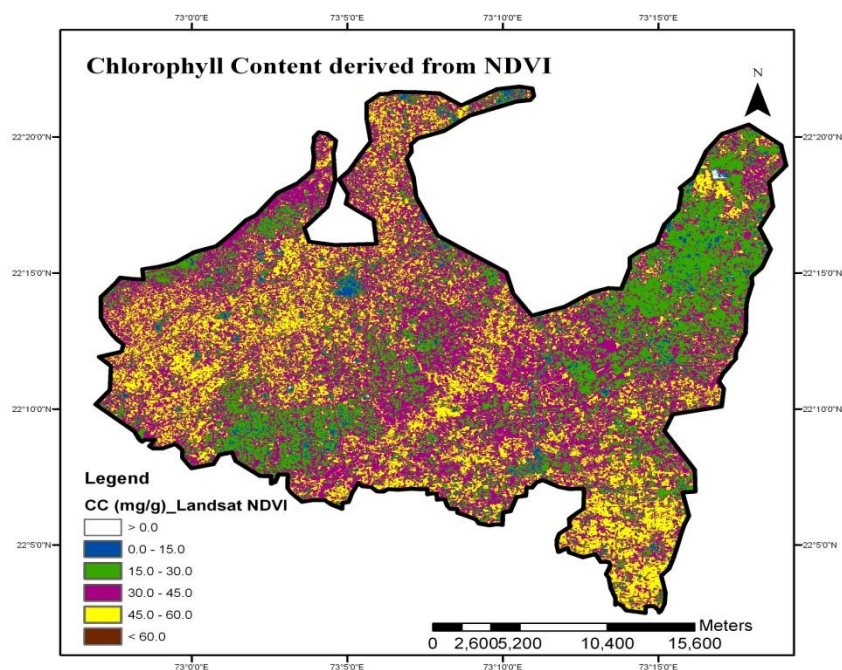 73°0'0"E 73°5'0"E 73°10'0"E 73°15'0"E
Chlorophyll Content derived from NDVI
N
22°20'0"N 22°20'0"N
22°15'0"N 22°15'0"N
22°10'0"N 22°10'0"N
22°5'0"N 22°5'0"N
Legend
CC (mg/g)_Landsat NDVI
> 0.0
0.0 - 15.0
15.0 - 30.0
30.0 - 45.0
45.0 - 60.0
< 60.0
Meters
0 2,6005,200 10,400 15,600
73°0'0"E 73°5'0"E 73°10'0"E 73°15'0"E